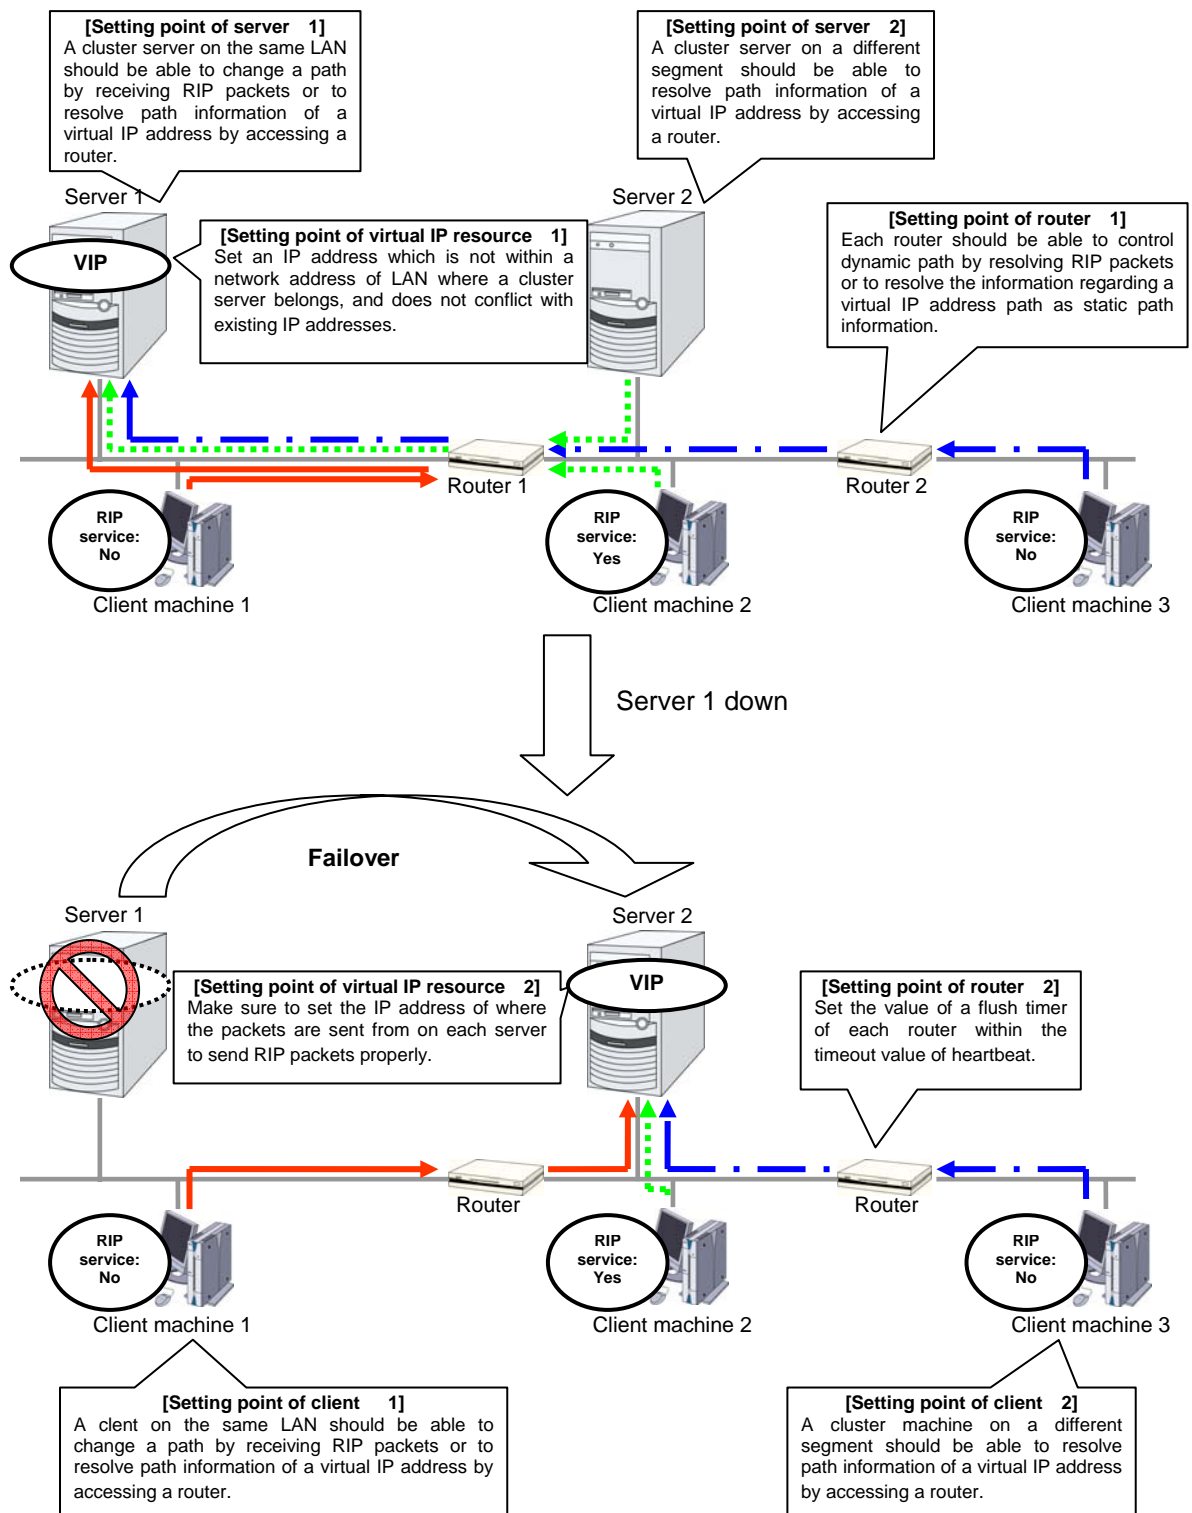 [Setting point of server 1]
A cluster server on the same LAN
should be able to change a path
by receiving RIP packets or to
resolve path information of a
virtual IP address by accessing a
router.
[Setting point of server 2]
A cluster server on a different
segment should be able to
resolve path information of a
virtual IP address by accessing
a router.
Server 1
Server 2
VIP
[Setting point of virtual IP resource 1]
Set an IP address which is not within a
network address of LAN where a cluster
server belongs, and does not conflict with
existing IP addresses.
[Setting point of router 1]
Each router should be able to control
dynamic path by resolving RIP packets
or to resolve the information regarding a
virtual IP address path as static path
information.
Router 1
Router 2
RIP
service:
No
RIP
service:
Yes
RIP
service:
No
Client machine 1
Client machine 2
Client machine 3
Server 1 down
Failover
Server 1
Server 2
VIP
[Setting point of virtual IP resource 2]
Make sure to set the IP address of where
the packets are sent from on each server
to send RIP packets properly.
[Setting point of router 2]
Set the value of a flush timer
of each router within the
timeout value of heartbeat.
Router
Router
RIP
service:
No
RIP
service:
Yes
RIP
service:
No
Client machine 1
Client machine 2
Client machine 3
[Setting point of client 1]
A clent on the same LAN should be able to
change a path by receiving RIP packets or to
resolve path information of a virtual IP address by
accessing a router.
[Setting point of client 2]
A cluster machine on a different
segment should be able to resolve
path information of a virtual IP address
by accessing a router.